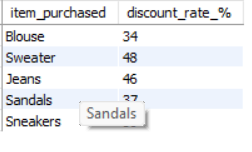 item_purchased discount_rate_%
Blouse 34
Sweater 48
Jeans 46
Sandals 37
Sandals
Sneakers